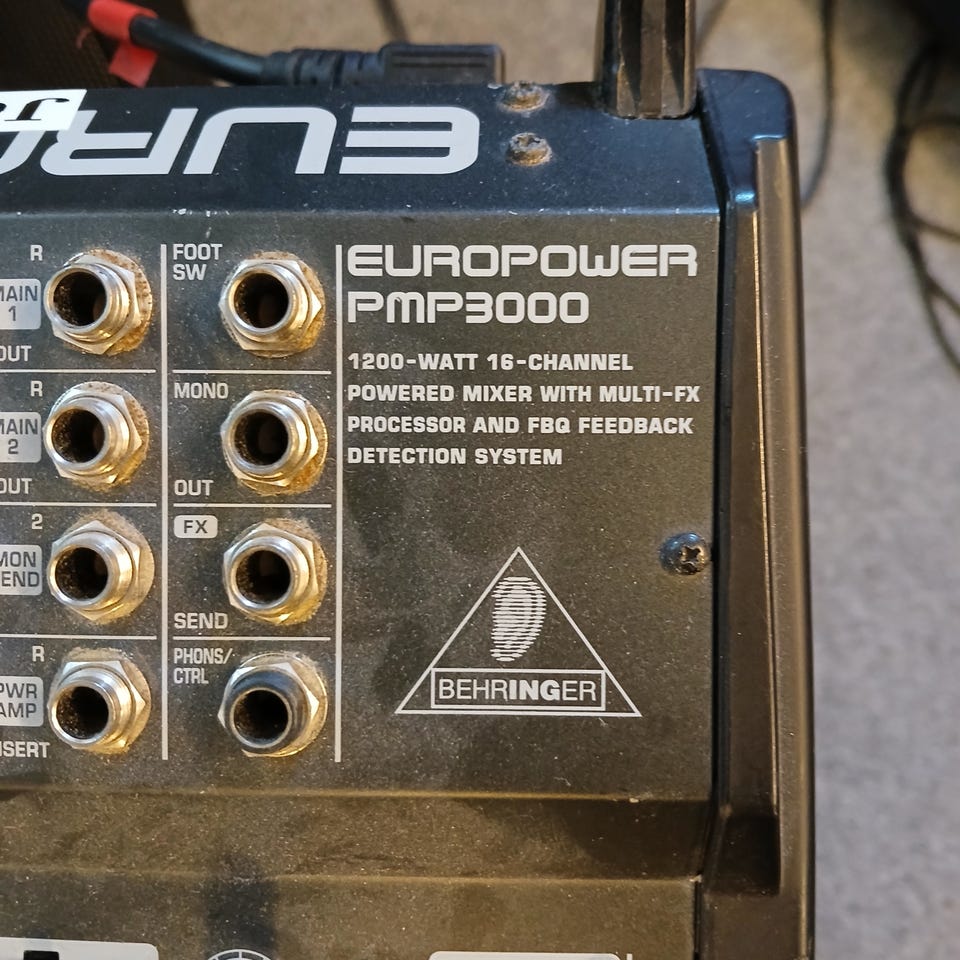 R
FOOT
SW
MAIN
1
OUT
R
MONO
MAIN
2
OUT
OUT
2
FX
MON
SEND
SEND
R
PHONS/
CTRL
PWR
AMP
INSERT
EUROPOWER
PMP3000
1200-WATT 16-CHANNEL
POWERED MIXER WITH MULTI-FX
PROCESSOR AND FBQ FEEDBACK
DETECTION SYSTEM
BEHRINGER